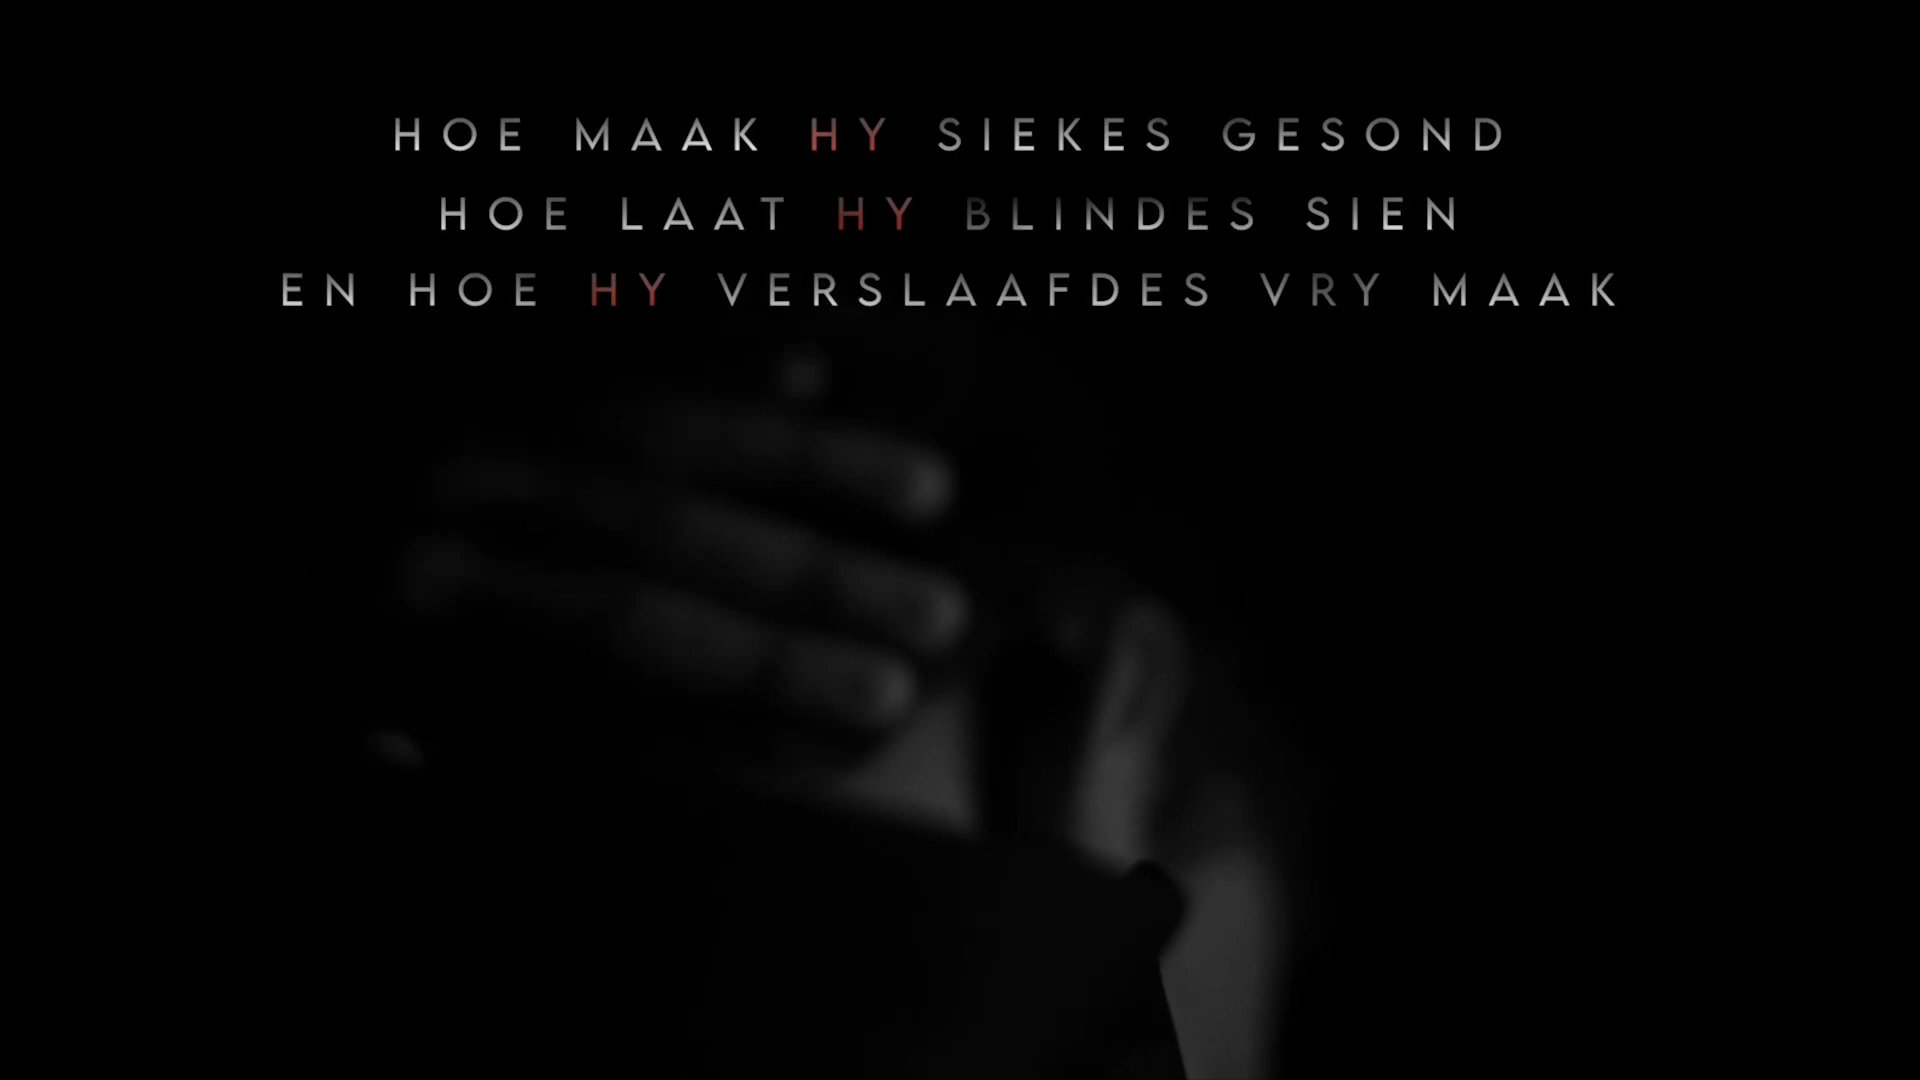 HOE MAAK HY SIEKES GESOND
HOE LAAT HY BLINDES SIEN
EN HOE HY VERSLAAFDES VRY MAAK